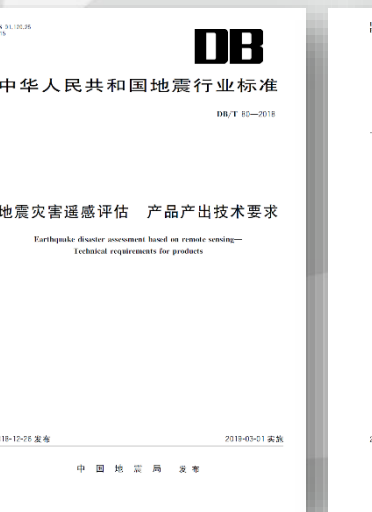 01.120.25
DB
中华人民共和国地震行业标准
DB/T 80—2018
地震灾害遥感评估 产品产出技术要求
Earthquake disaster assessment based on remote sensing—
Technical requirements for products
18-12-26 发布
2019-03-01 实施
中国地震局 发布